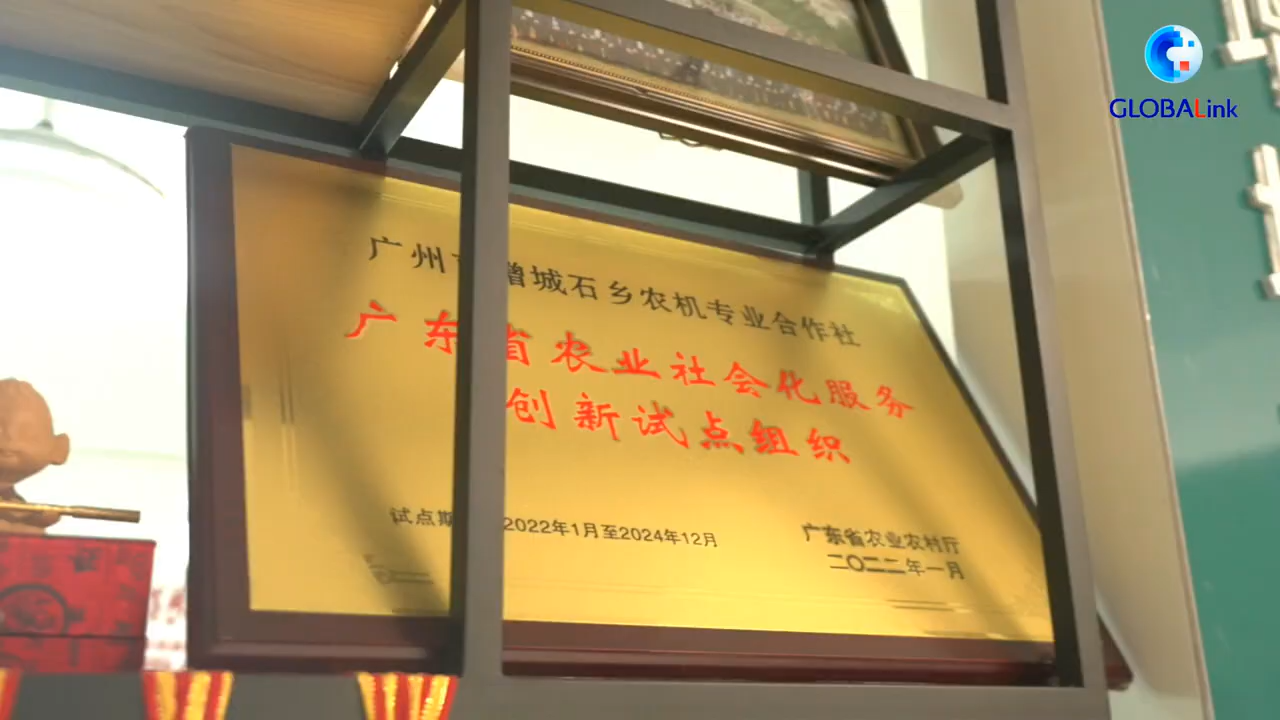 GLOBALink
广州市增城石乡农机专业合作社
广东省农业社会化服务
创新试点组织
试点期 2022年1月至2024年12月
广东省农业农村厅
二〇二二年一月